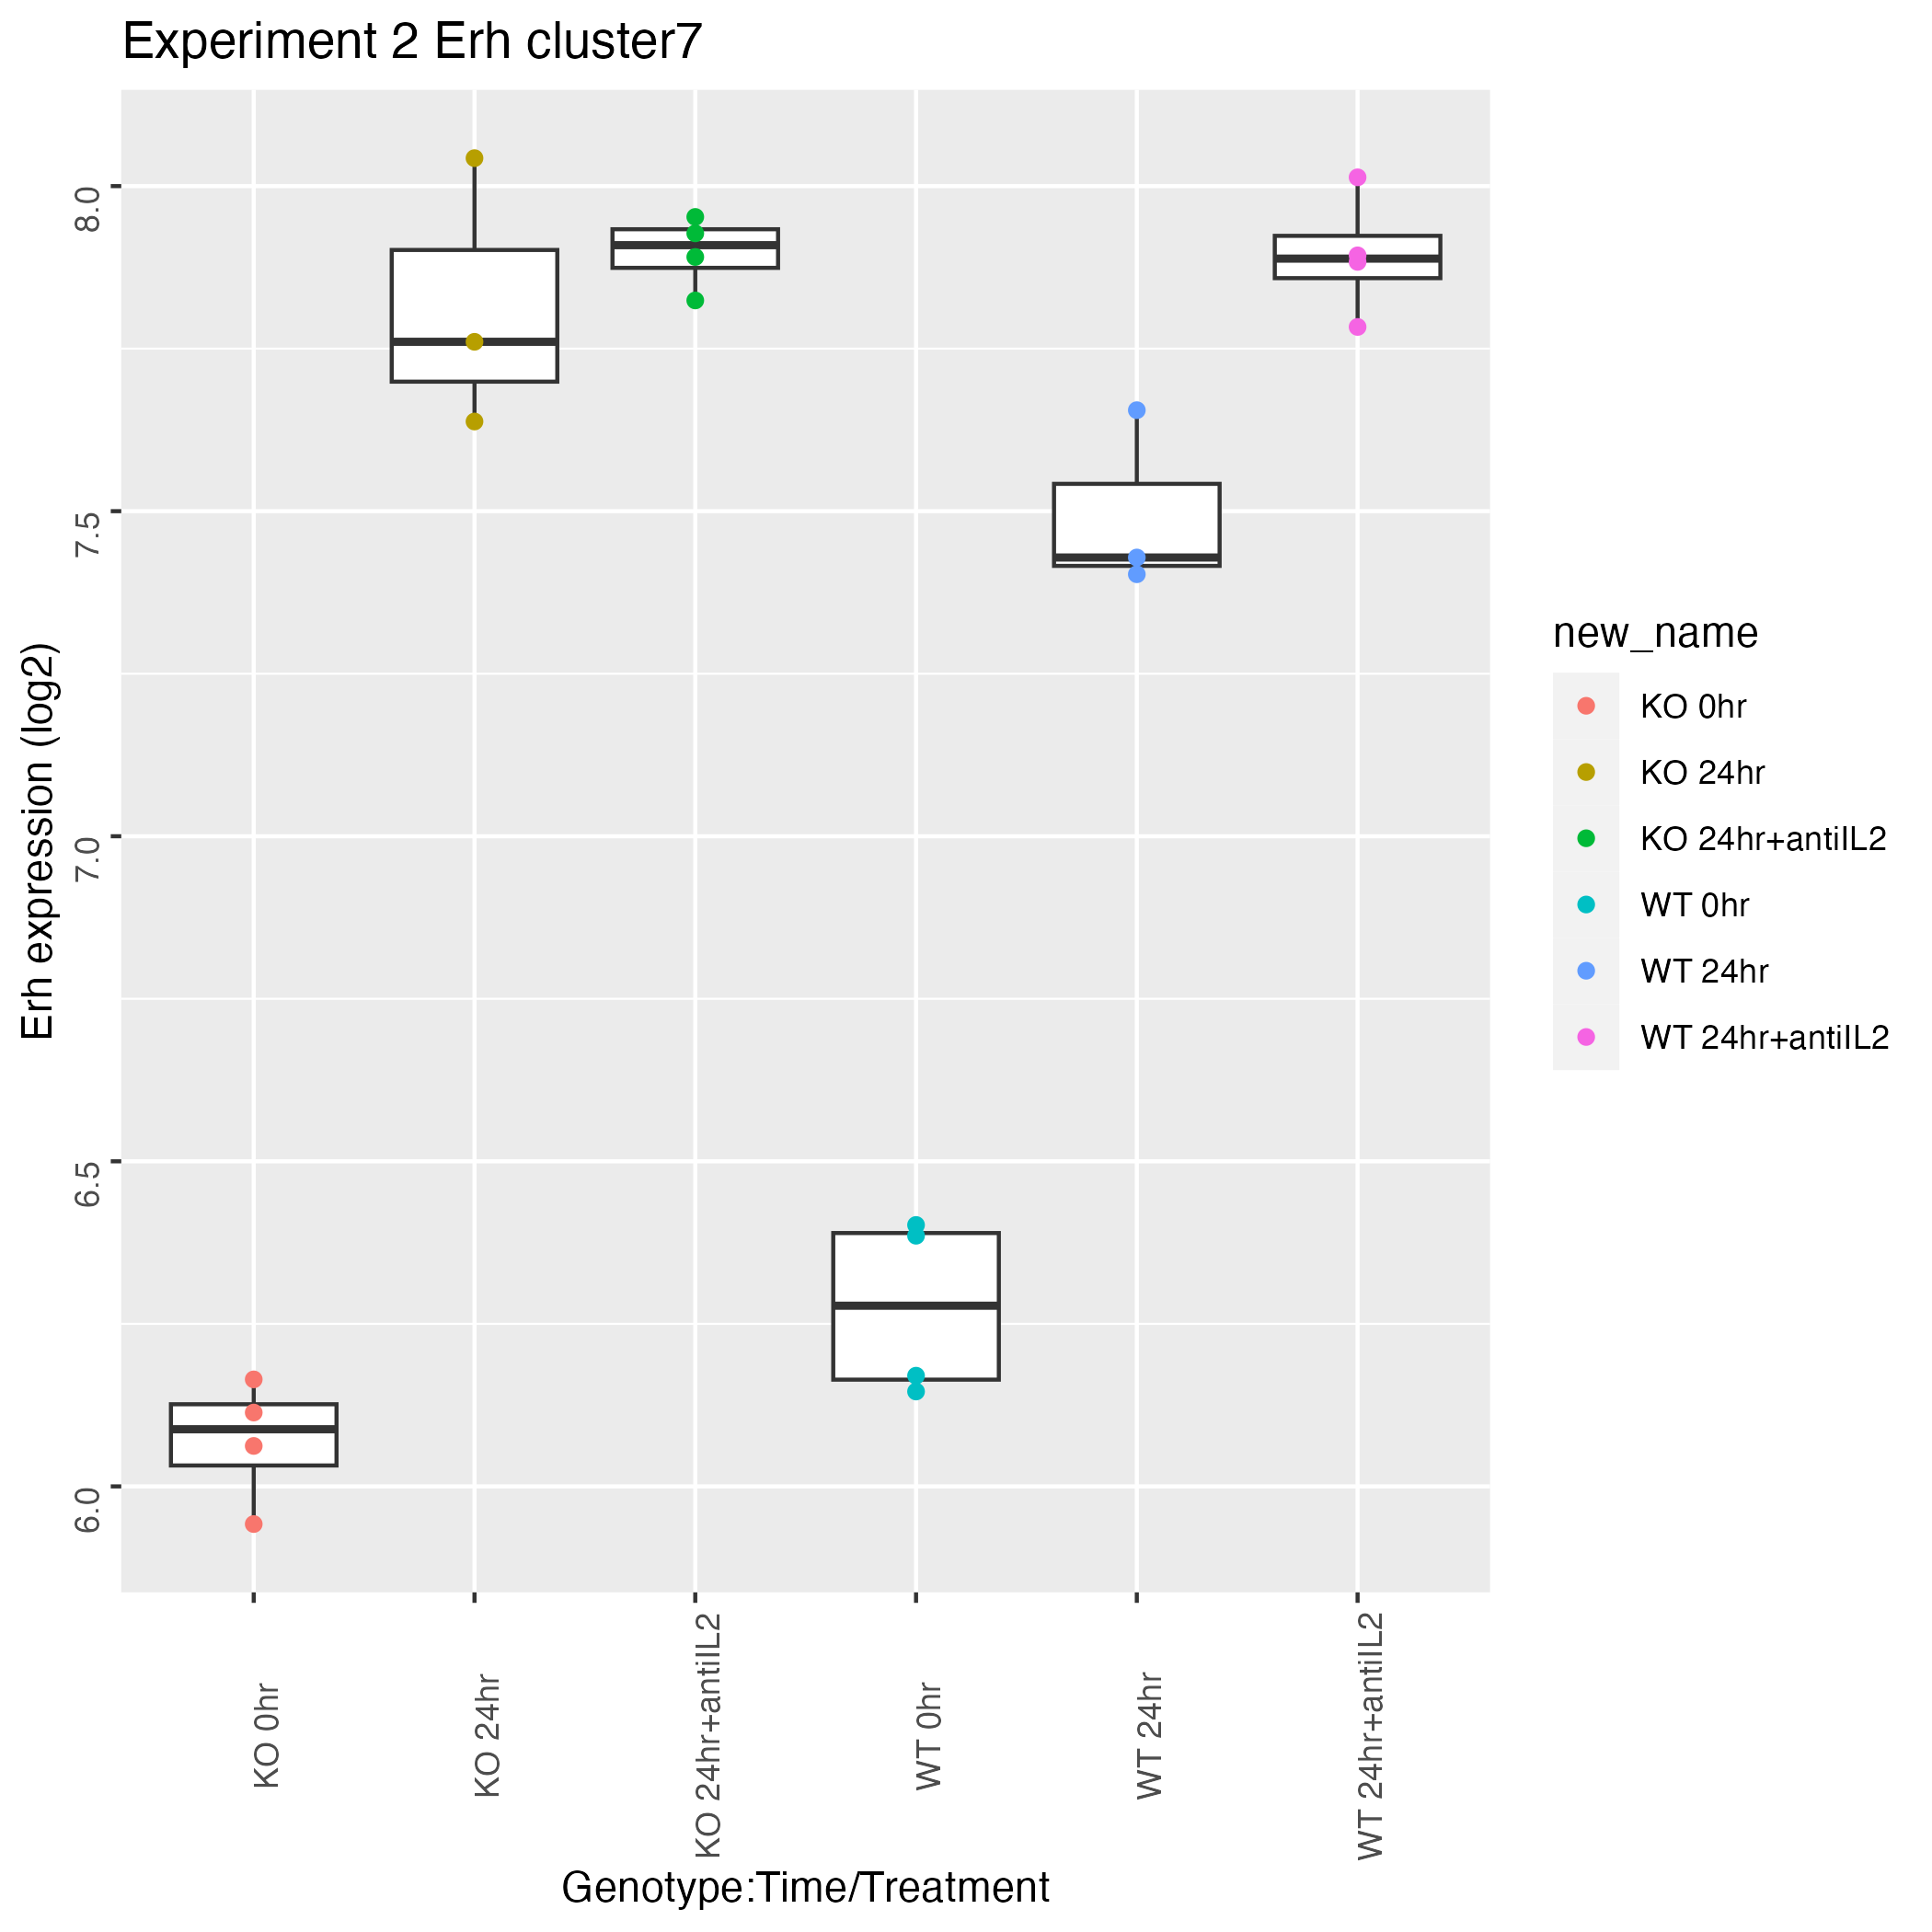 Experiment 2 Erh cluster7
Erh expression (log2)
8.0
7.5
7.0
6.5
6.0
KO 0hr
KO 24hr
KO 24hr+antiIL2
WT 0hr
WT 24hr
WT 24hr+antiIL2
Genotype:Time/Treatment
new_name
KO 0hr
KO 24hr
KO 24hr+antiIL2
WT 0hr
WT 24hr
WT 24hr+antiIL2